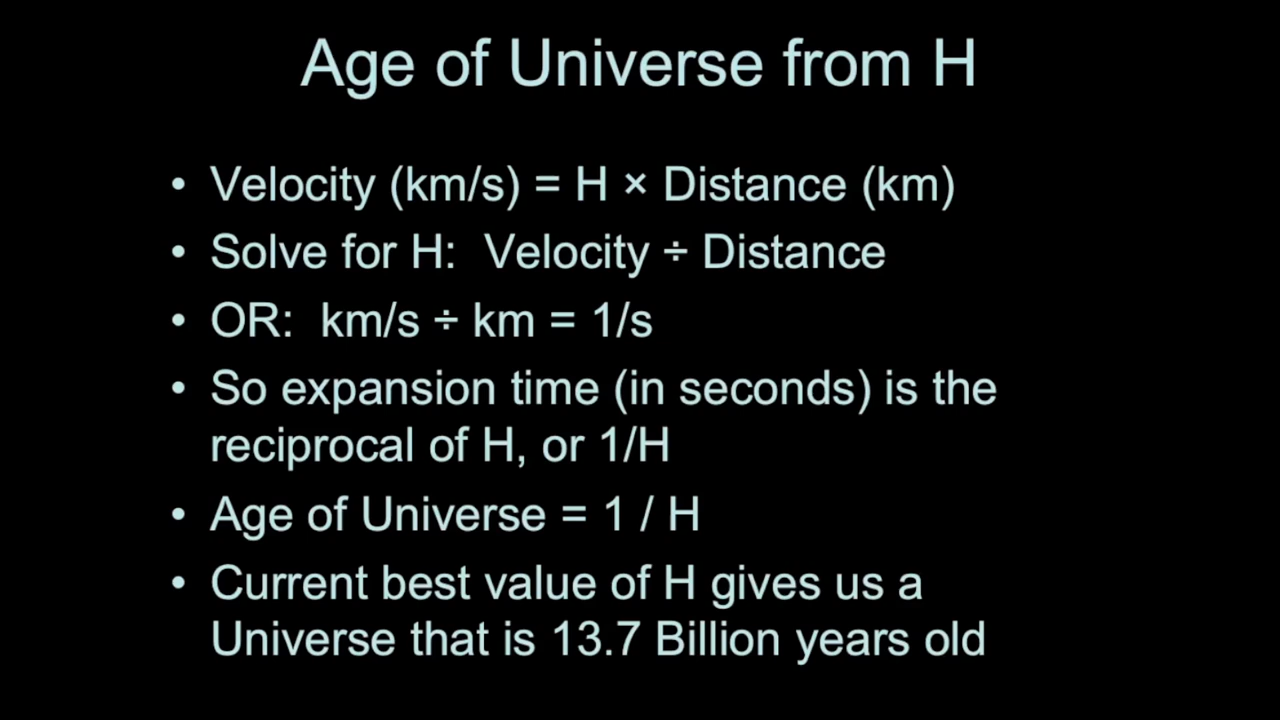 Age of Universe from H
• Velocity (km/s) = H × Distance (km)
• Solve for H: Velocity ÷ Distance
• OR: km/s ÷ km = 1/s
• So expansion time (in seconds) is the
reciprocal of H, or 1/H
• Age of Universe = 1 / H
• Current best value of H gives us a
Universe that is 13.7 Billion years old